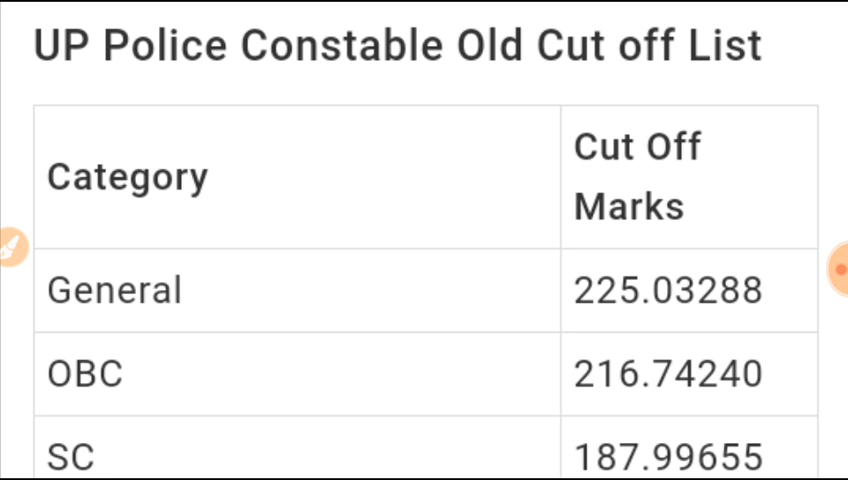 UP Police Constable Old Cut off List
Category
Cut Off
Marks
General 225.03288
OBC 216.74240
SC 187.99655